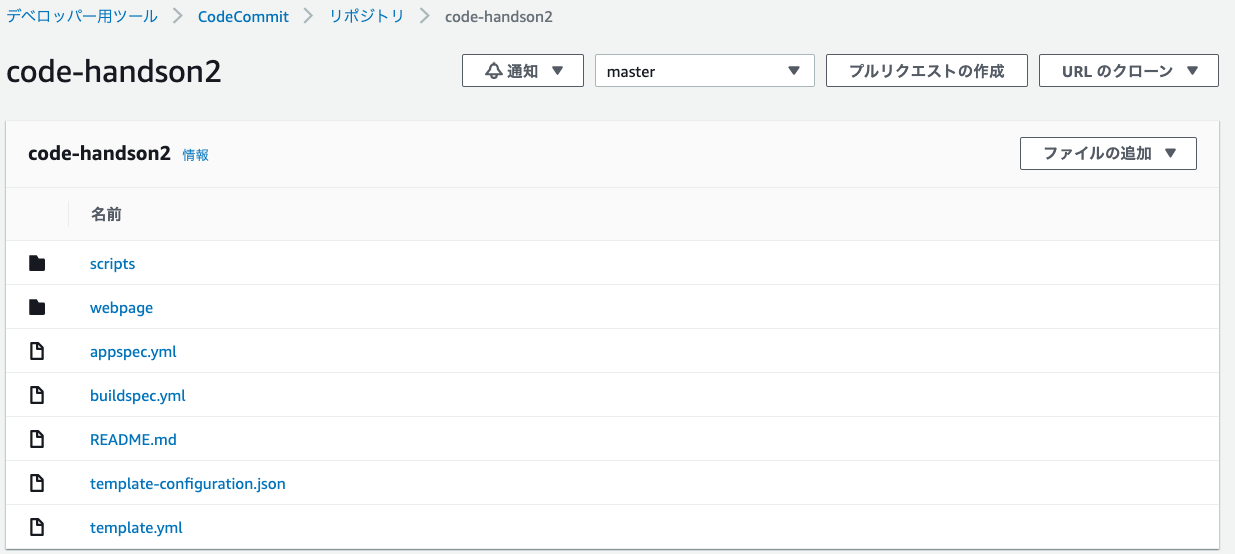 デベロッパー用ツール > CodeCommit > リポジトリ > code-handson2
code-handson2 通知 ▼ master ▼ プルリクエストの作成 URL のクローン ▼
code-handson2 情報 ファイルの追加 ▼
名前
scripts
webpage
appspec.yml
buildspec.yml
README.md
template-configuration.json
template.yml